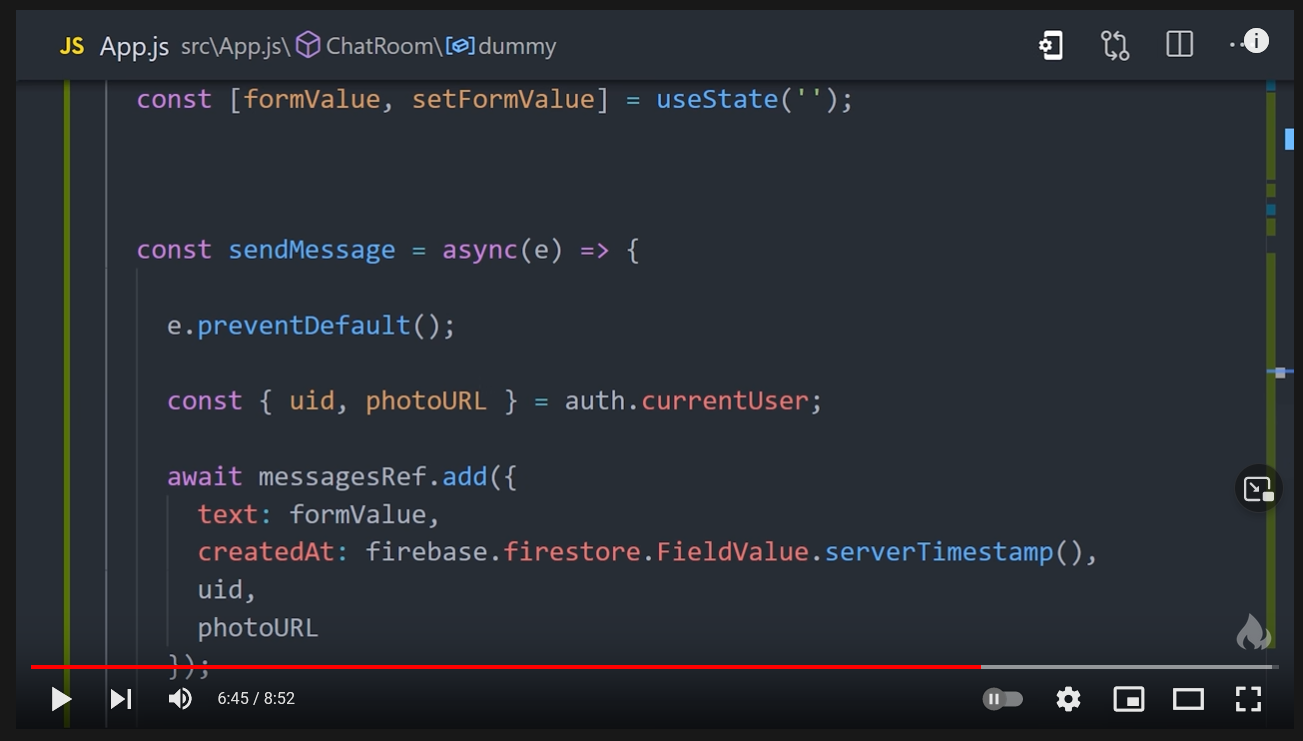 JS App.js src\App.js\ChatRoom\dummy
const [formValue, setFormValue] = useState('');
const sendMessage = async(e) => {
e.preventDefault();
const { uid, photoURL } = auth.currentUser;
await messagesRef.add({
text: formValue,
createdAt: firebase.firestore.FieldValue.serverTimestamp(),
uid,
photoURL
});
6:45 / 8:52